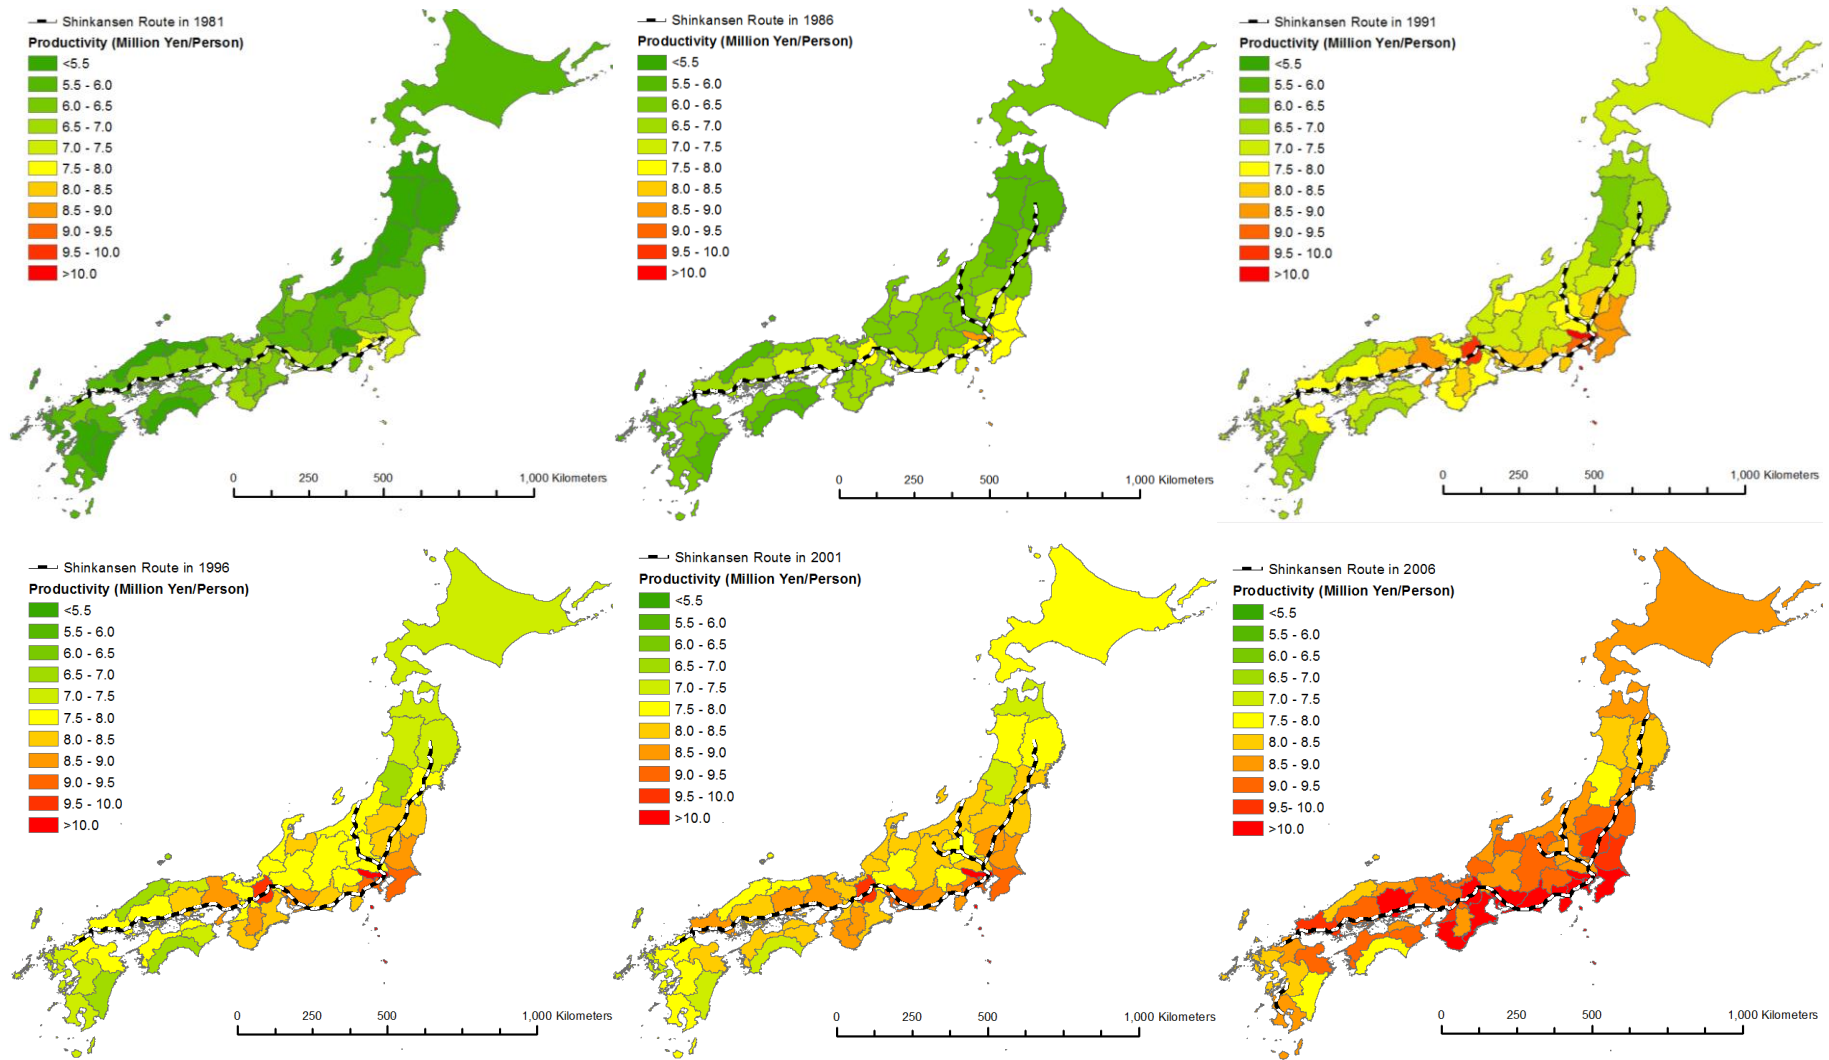 Shinkansen Route in 1981
Productivity (Million Yen/Person)
<5.5
5.5 - 6.0
6.0 - 6.5
6.5 - 7.0
7.0 - 7.5
7.5 - 8.0
8.0 - 8.5
8.5 - 9.0
9.0 - 9.5
9.5 - 10.0
>10.0
0 250 500 1,000 Kilometers
Shinkansen Route in 1986
Productivity (Million Yen/Person)
<5.5
5.5 - 6.0
6.0 - 6.5
6.5 - 7.0
7.0 - 7.5
7.5 - 8.0
8.0 - 8.5
8.5 - 9.0
9.0 - 9.5
9.5 - 10.0
>10.0
0 250 500 1,000 Kilometers
Shinkansen Route in 1991
Productivity (Million Yen/Person)
<5.5
5.5 - 6.0
6.0 - 6.5
6.5 - 7.0
7.0 - 7.5
7.5 - 8.0
8.0 - 8.5
8.5 - 9.0
9.0 - 9.5
9.5 - 10.0
>10.0
0 250 500 1,000 Kilometers
Shinkansen Route in 1996
Productivity (Million Yen/Person)
<5.5
5.5 - 6.0
6.0 - 6.5
6.5 - 7.0
7.0 - 7.5
7.5 - 8.0
8.0 - 8.5
8.5 - 9.0
9.0 - 9.5
9.5 - 10.0
>10.0
0 250 500 1,000 Kilometers
Shinkansen Route in 2001
Productivity (Million Yen/Person)
<5.5
5.5 - 6.0
6.0 - 6.5
6.5 - 7.0
7.0 - 7.5
7.5 - 8.0
8.0 - 8.5
8.5 - 9.0
9.0 - 9.5
9.5 - 10.0
>10.0
0 250 500 1,000 Kilometers
Shinkansen Route in 2006
Productivity (Million Yen/Person)
<5.5
5.5 - 6.0
6.0 - 6.5
6.5 - 7.0
7.0 - 7.5
7.5 - 8.0
8.0 - 8.5
8.5 - 9.0
9.0 - 9.5
9.5- 10.0
>10.0
0 250 500 1,000 Kilometers